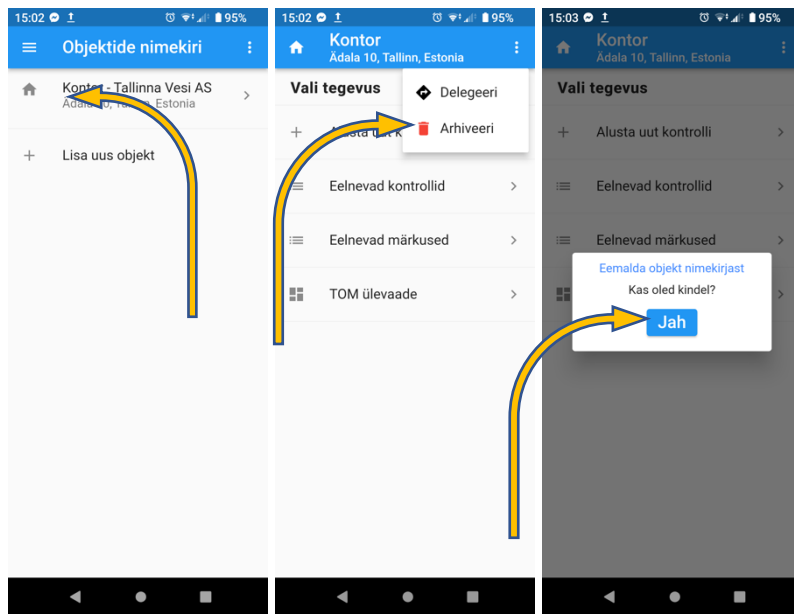 15:02
95%
Objektide nimekiri
Kontor - Tallinna Vesi AS
Ädala 10, Tallinn, Estonia
Lisa uus objekt
15:02
95%
Kontor
Ädala 10, Tallinn, Estonia
Vali tegevus
Delegeeri
Arhiveeri
Alusta uut k
Eelnevad kontrollid
Eelnevad märkused
TOM ülevaade
15:03
95%
Kontor
Ädala 10, Tallinn, Estonia
Vali tegevus
Alusta uut kontrolli
Eelnevad kontrollid
Eelnevad märkused
Eemalda objekt nimekirjast
Kas oled kindel?
Jah